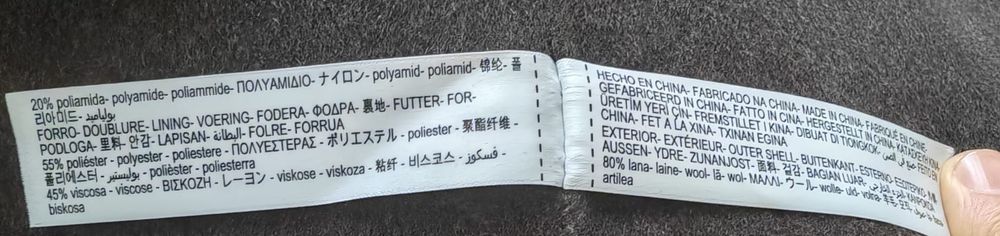 20% poliamida- polyamide- poliammide- ΠΟΛΥΑΜΙΔΙΟ- ナイロン- polyamid- poliamid- 锦纶- 폴
리아미드- بولياميد
FORRO- DOUBLURE- LINING- VOERING- FODERA- ΦΟΔΡΑ- 裏地- FUTTER- FOR-
PODLOGA- 里料- 안감- LAPISAN- البطانة- FOLRE- FORRUA
55% poliéster- polyester- poliestere- ΠΟΛΥΕΣΤΕΡΑΣ- ポリエステル - poliester - 聚酯纤维 -
폴리에스터- بوليستير- polièster- poliesterra
45% viscosa - viscose - ΒΙΣΚΟΖΗ - レーヨン - viskose - viskoza - 粘纤 - 비스코스 - فسكوز -
biskosa
HECHO EN CHINA- FABRICADO NA CHINA- MADE IN CHINA- FABRIQUÉ EN CHINE-
GEFABRICEERD IN CHINA- FATTO IN CINA- HERGESTELLT IN CHINA-
ÜRETİM YERİ ÇİN- FREMSTILLET I KINA- DIBUAT DI TIONGKOK-
CHINA- FET A LA XINA- TXINAN EGINA
EXTERIOR- EXTÉRIEUR- OUTER SHELL- BUITENKANT- ESTERNO-
AUSSEN- YDRE- ZUNANJOST- 面料- 겉감- BAGIAN LUAR-
80% lana- laine- wool- lã- wol- ΜΑΛΛΙ- ウール- wolle- uld- volna- 羊毛
artilea